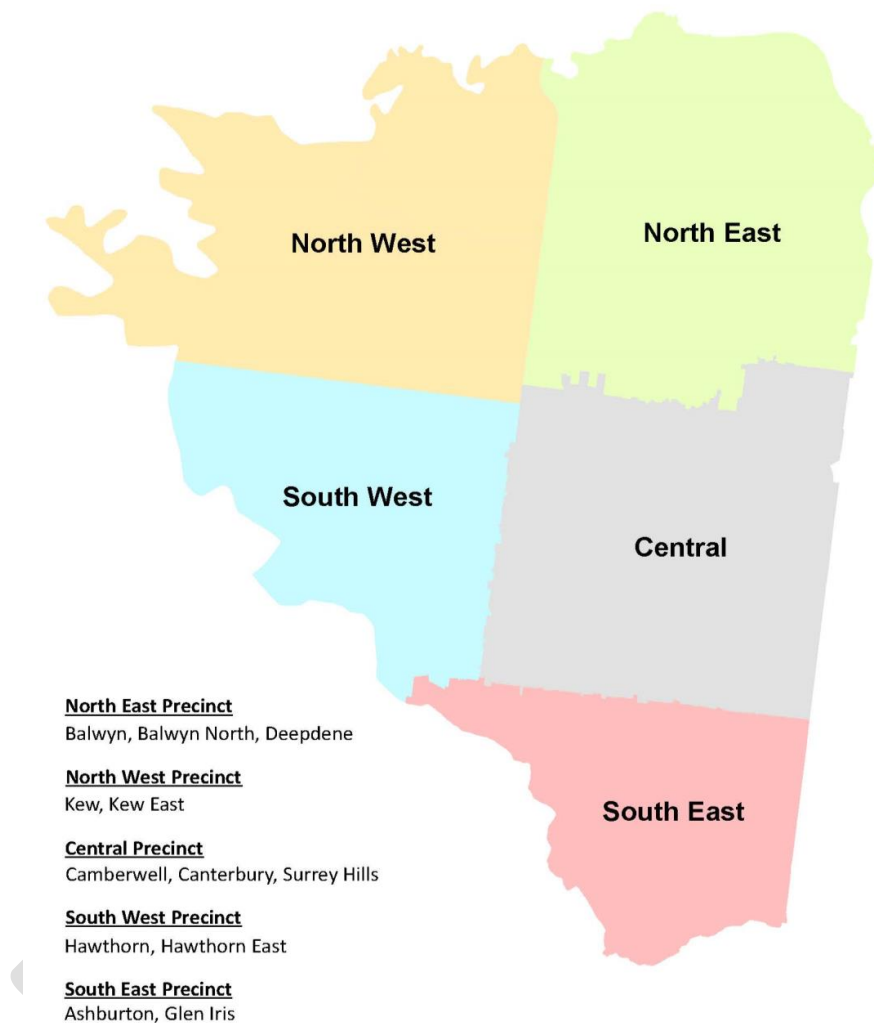 North West
North East
South West
Central
South East
North East Precinct
Balwyn, Balwyn North, Deepdene
North West Precinct
Kew, Kew East
Central Precinct
Camberwell, Canterbury, Surrey Hills
South West Precinct
Hawthorn, Hawthorn East
South East Precinct
Ashburton, Glen Iris